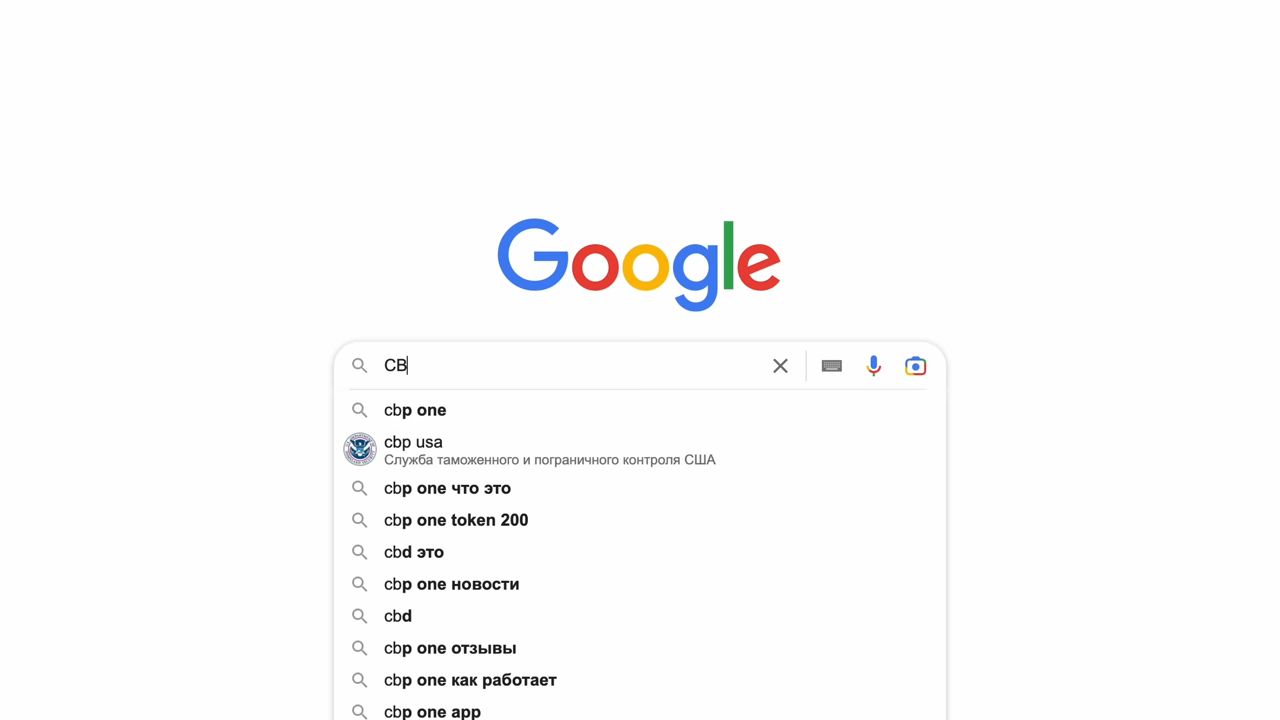 Google
CB
cbp one
cbp usa
Служба таможенного и пограничного контроля США
cbp one что это
cbp one token 200
cbd это
cbp one новости
cbd
cbp one отзывы
cbp one как работает
cbp one app